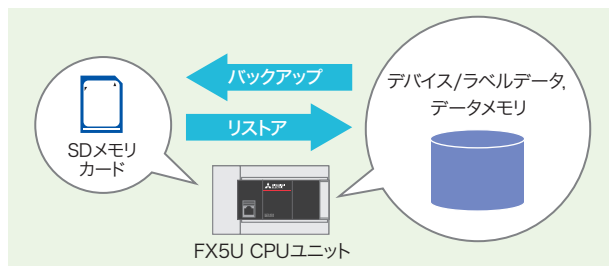 バックアップ
リストア
SDメモリ
カード
デバイス/ラベルデータ,
データメモリ
FX5U CPUユニット